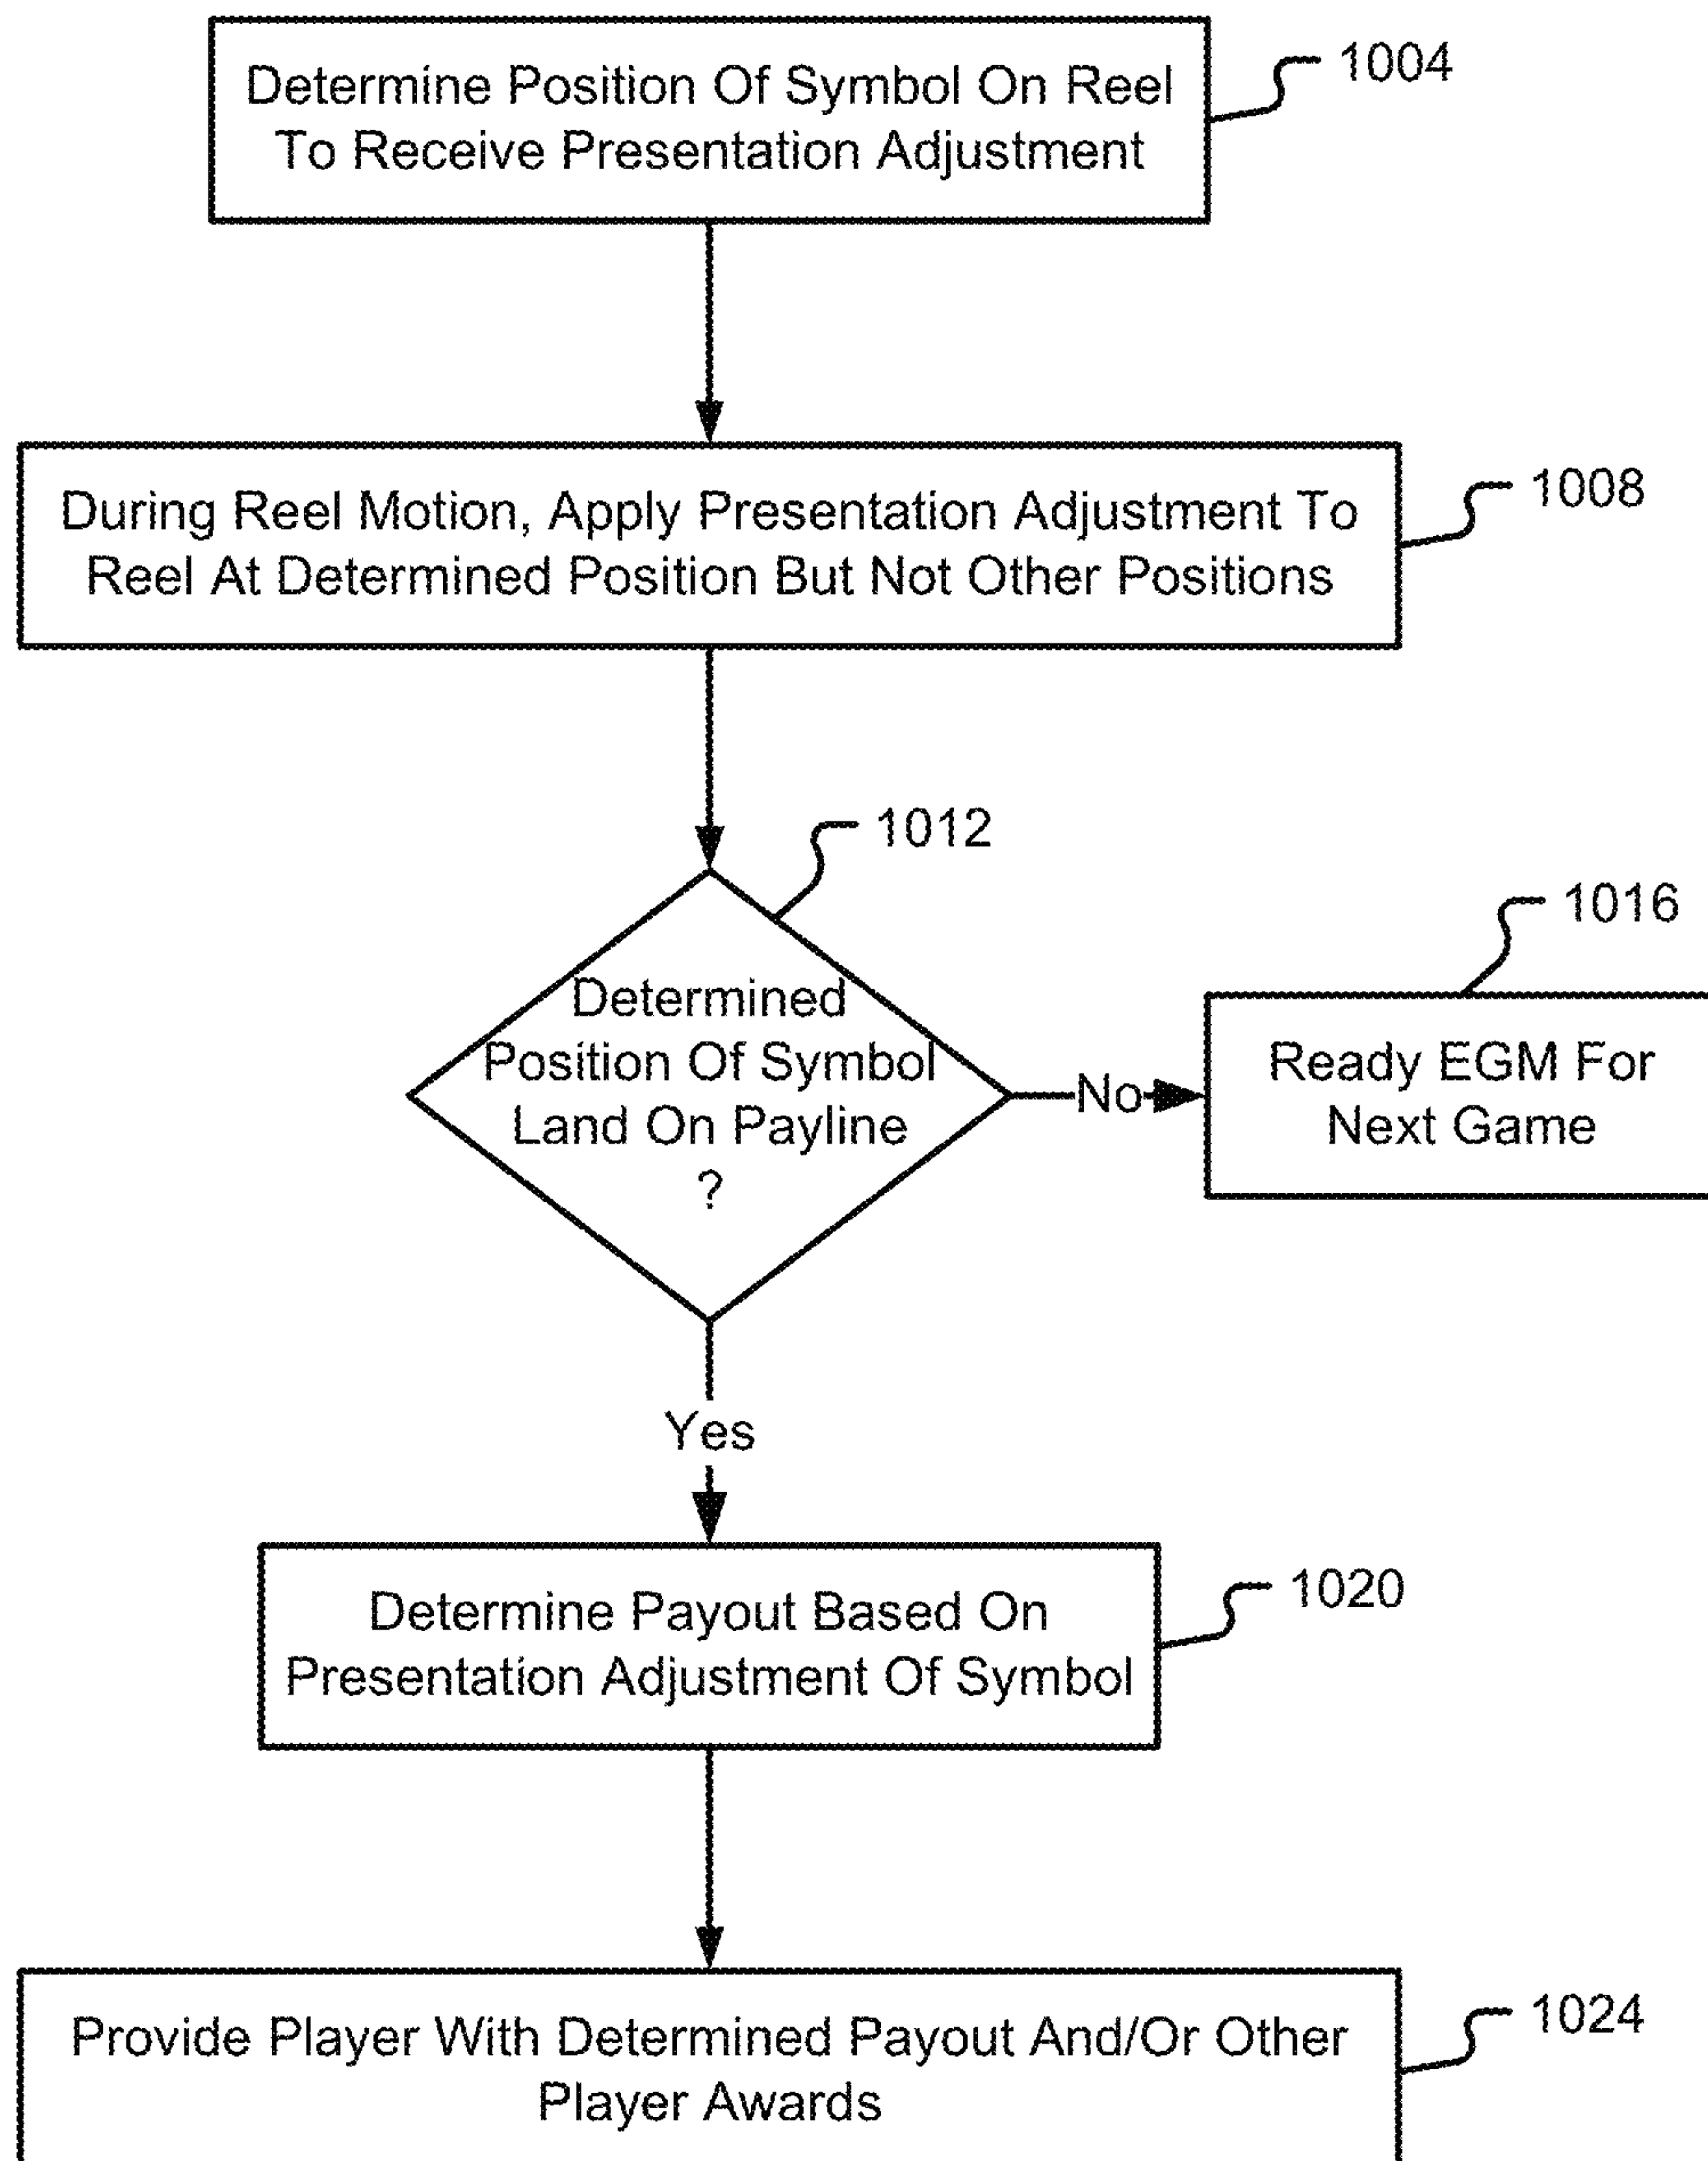 Determine Position Of Symbol On Reel
To Receive Presentation Adjustment
1004
During Reel Motion, Apply Presentation Adjustment To
Reel At Determined Position But Not Other Positions
1008
1012
Determined
Position Of Symbol
Land On Payline
?
No
1016
Ready EGM For
Next Game
Yes
Determine Payout Based On
Presentation Adjustment Of Symbol
1020
Provide Player With Determined Payout And/Or Other
Player Awards
1024